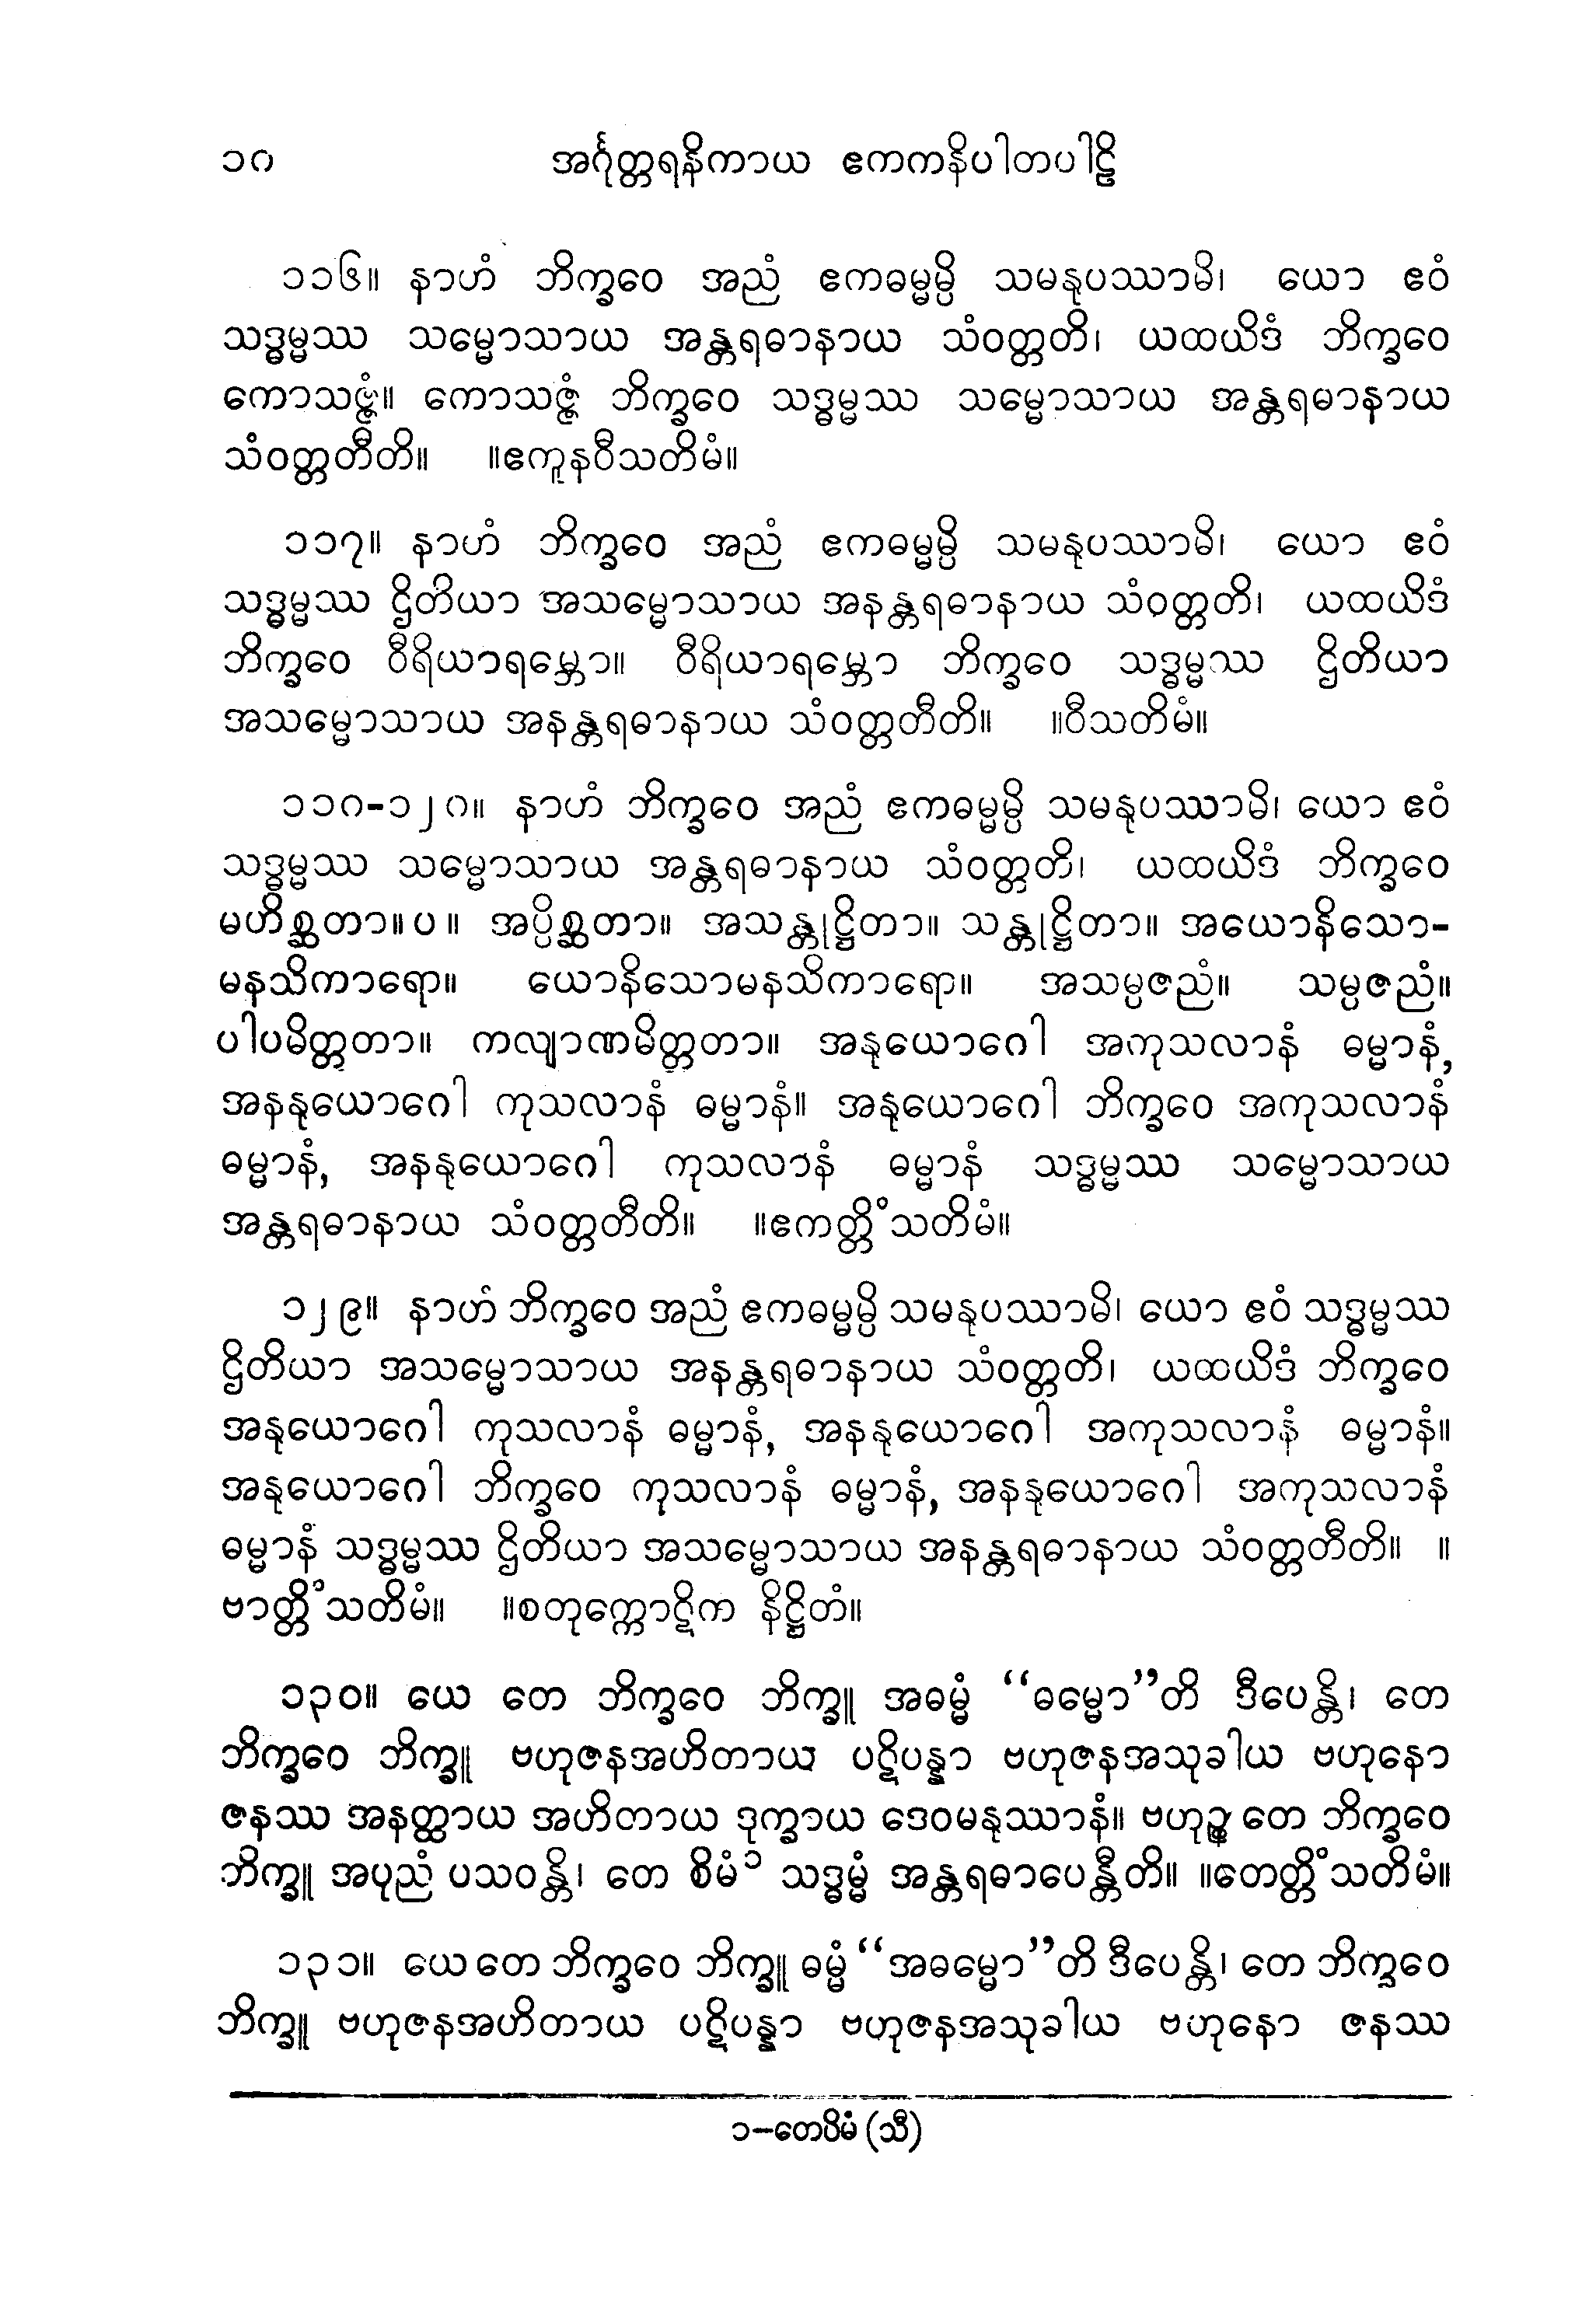 ၁၈ အင်္ဂုတ္တရနိကာယ ဧကကနိပါတပါဠိ
၁၁၆။ နာဟံ ဘိက္ခဝေ အညံ ဧကဓမ္မမ္ပိ သမနုပဿာမိ၊ ယော ဧဝံ
သဒ္ဓမ္မဿ သမ္မောသာယ အန္တရဓာနာယ သံဝတ္တတိ၊ ယထယိဒံ ဘိက္ခဝေ
ကောသဇ္ဇံ။ ကောသဇ္ဇံ ဘိက္ခဝေ သဒ္ဓမ္မဿ သမ္မောသာယ အန္တရဓာနာယ
သံဝတ္တတီတိ။ ။ဧကူနဝီသတိမံ။
၁၁၇။ နာဟံ ဘိက္ခဝေ အညံ ဧကဓမ္မမ္ပိ သမနုပဿာမိ၊ ယော ဧဝံ
သဒ္ဓမ္မဿ ဌိတိယာ အသမ္မောသာယ အနန္တရဓာနာယ သံဝတ္တတိ၊ ယထယိဒံ
ဘိက္ခဝေ ဝီရိယာရမ္ဘော။ ဝီရိယာရမ္ဘော ဘိက္ခဝေ သဒ္ဓမ္မဿ ဌိတိယာ
အသမ္မောသာယ အနန္တရဓာနာယ သံဝတ္တတီတိ။ ။ဝီသတိမံ။
၁၁၈-၁၂၈။ နာဟံ ဘိက္ခဝေ အညံ ဧကဓမ္မမ္ပိ သမနုပဿာမိ၊ ယော ဧဝံ
သဒ္ဓမ္မဿ သမ္မောသာယ အန္တရဓာနာယ သံဝတ္တတိ၊ ယထယိဒံ ဘိက္ခဝေ
မဟိစ္ဆတာ။ပ။ အပ္ပိစ္ဆတာ။ အသန္တုဋ္ဌိတာ။ သန္တုဋ္ဌိတာ။ အယောနိသော-
မနသိကာရော။ ယောနိသောမနသိကာရော။ အသမ္ပဇညံ။ သမ္ပဇညံ။
ပါပမိတ္တတာ။ ကလျာဏမိတ္တတာ။ အနုယောဂေါ အကုသလာနံ ဓမ္မာနံ,
အနနုယောဂေါ ကုသလာနံ ဓမ္မာနံ။ အနုယောဂေါ ဘိက္ခဝေ အကုသလာနံ
ဓမ္မာနံ, အနနုယောဂေါ ကုသလာနံ ဓမ္မာနံ သဒ္ဓမ္မဿ သမ္မောသာယ
အန္တရဓာနာယ သံဝတ္တတီတိ။ ။ဧကတ္တိံသတိမံ။
၁၂၉။ နာဟံ ဘိက္ခဝေ အညံ ဧကဓမ္မမ္ပိ သမနုပဿာမိ၊ ယော ဧဝံ သဒ္ဓမ္မဿ
ဌိတိယာ အသမ္မောသာယ အနန္တရဓာနာယ သံဝတ္တတိ၊ ယထယိဒံ ဘိက္ခဝေ
အနုယောဂေါ ကုသလာနံ ဓမ္မာနံ, အနနုယောဂေါ အကုသလာနံ ဓမ္မာနံ။
အနုယောဂေါ ဘိက္ခဝေ ကုသလာနံ ဓမ္မာနံ, အနနုယောဂေါ အကုသလာနံ
ဓမ္မာနံ သဒ္ဓမ္မဿ ဌိတိယာ အသမ္မောသာယ အနန္တရဓာနာယ သံဝတ္တတီတိ။ ။
ဗာတ္တိံသတိမံ။ ။စတုက္ကောဋိက နိဋ္ဌိတံ။
၁၃၀။ ယေ တေ ဘိက္ခဝေ ဘိက္ခူ အဓမ္မံ “ဓမ္မော”တိ ဒီပေန္တိ၊ တေ
ဘိက္ခဝေ ဘိက္ခူ ဗဟုဇနအဟိတာယ ပဋိပန္နာ ဗဟုဇနအသုခါယ ဗဟုနော
ဇနဿ အနတ္ထာယ အဟိတာယ ဒုက္ခာယ ဒေဝမနုဿာနံ။ ဗဟုဉ္စ တေ ဘိက္ခဝေ
ဘိက္ခူ အပုညံ ပသဝန္တိ၊ တေ စိမံ၁ သဒ္ဓမ္မံ အန္တရဓာပေန္တီတိ။ ။တေတ္တိံသတိမံ။
၁၃၁။ ယေ တေ ဘိက္ခဝေ ဘိက္ခူ ဓမ္မံ “အဓမ္မော”တိ ဒီပေန္တိ၊ တေ ဘိက္ခဝေ
ဘိက္ခူ ဗဟုဇနအဟိတာယ ပဋိပန္နာ ဗဟုဇနအသုခါယ ဗဟုနော ဇနဿ
၁-တေပိမံ (သီ)